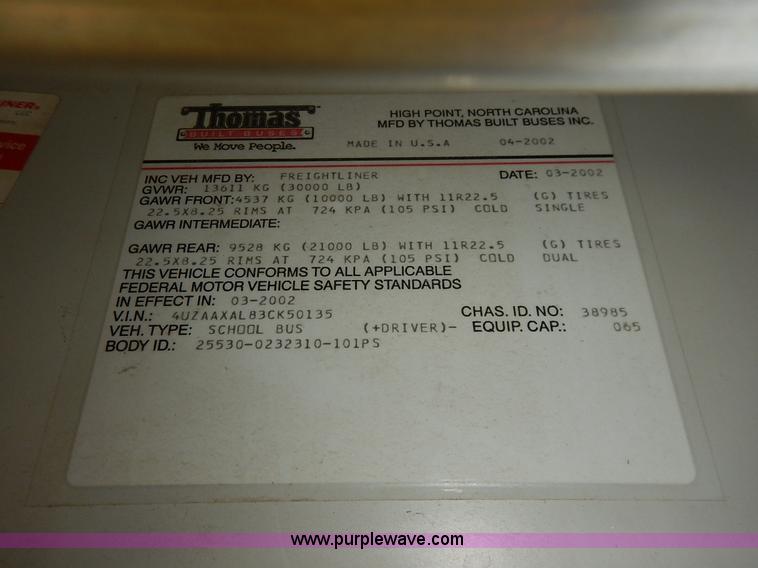 INER®
LLC
rvice
Thomas™
BUILT BUSES
We Move People.
HIGH POINT, NORTH CAROLINA
MFD BY THOMAS BUILT BUSES INC.
MADE IN U.S.A 04-2002
INC VEH MFD BY: FREIGHTLINER DATE: 03-2002
GVWR: 13611 KG (30000 LB)
GAWR FRONT:4537 KG (10000 LB) WITH 11R22.5 (G) TIRES
22.5X8.25 RIMS AT 724 KPA (105 PSI) COLD SINGLE
GAWR INTERMEDIATE:
GAWR REAR: 9528 KG (21000 LB) WITH 11R22.5 (G) TIRES
22.5X8.25 RIMS AT 724 KPA (105 PSI) COLD DUAL
THIS VEHICLE CONFORMS TO ALL APPLICABLE
FEDERAL MOTOR VEHICLE SAFETY STANDARDS
IN EFFECT IN: 03-2002
V.I.N.: 4UZAAXAL83CK50135 CHAS. ID. NO: 38985
VEH. TYPE: SCHOOL BUS (+DRIVER)- EQUIP. CAP.: 065
BODY ID.: 25530-0232310-101PS
www.purplewave.com